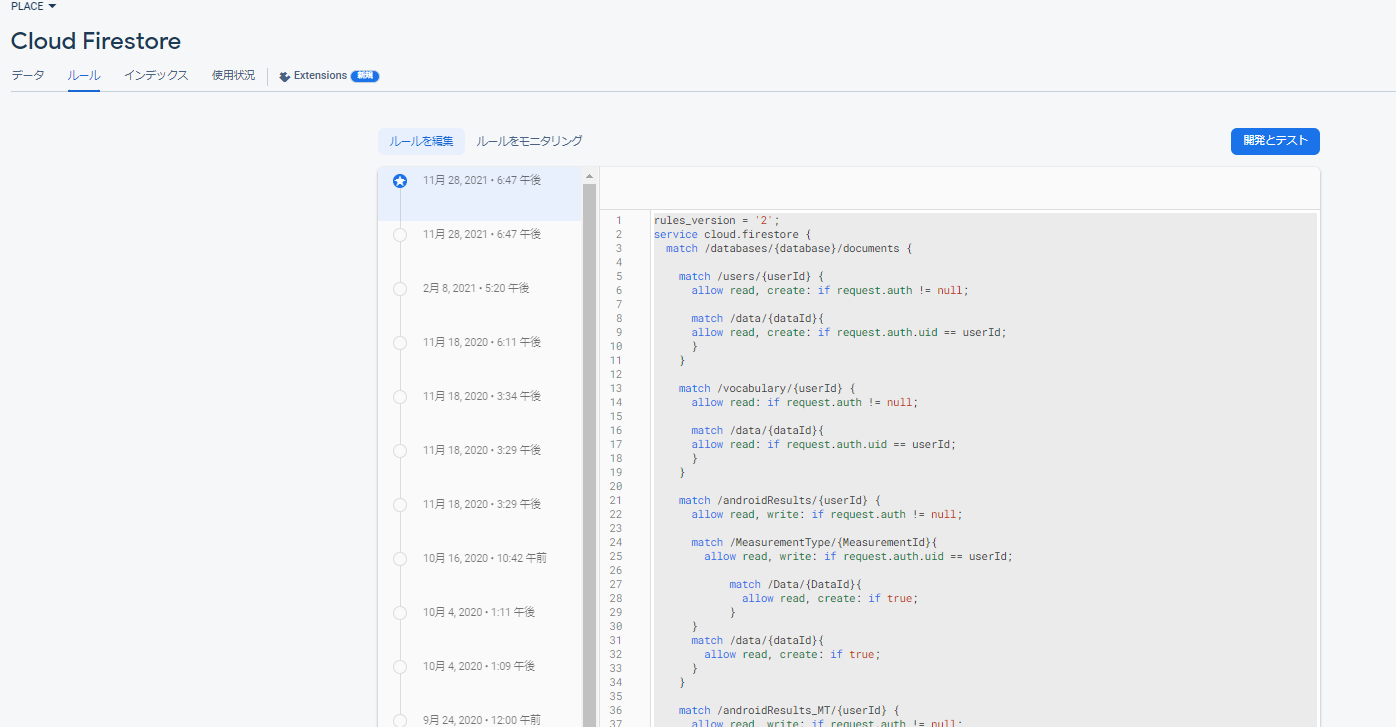 PLACE
Cloud Firestore
データ ルール インデックス 使用状況 Extensions 新規
ルールを編集 ルールをモニタリング 開発とテスト
11月 28, 2021 • 6:47 午後
11月 28, 2021 • 6:47 午後
2月 8, 2021 • 5:20 午後
11月 18, 2020 • 6:11 午後
11月 18, 2020 • 3:34 午後
11月 18, 2020 • 3:29 午後
11月 18, 2020 • 3:29 午後
10月 16, 2020 • 10:42 午前
10月 4, 2020 • 1:11 午後
10月 4, 2020 • 1:09 午後
9月 24, 2020 • 12:00 午前
1 rules_version = '2';
2 service cloud.firestore {
3 match /databases/{database}/documents {
4
5 match /users/{userId} {
6 allow read, create: if request.auth != null;
7
8 match /data/{dataId}{
9 allow read, create: if request.auth.uid == userId;
10 }
11 }
12
13 match /vocabulary/{userId} {
14 allow read: if request.auth != null;
15
16 match /data/{dataId}{
17 allow read: if request.auth.uid == userId;
18 }
19 }
20
21 match /androidResults/{userId} {
22 allow read, write: if request.auth != null;
23
24 match /MeasurementType/{MeasurementId}{
25 allow read, write: if request.auth.uid == userId;
26
27 match /Data/{DataId}{
28 allow read, create: if true;
29 }
30 }
31 match /data/{dataId}{
32 allow read, create: if true;
33 }
34 }
35
36 match /androidResults_MT/{userId} {
37 allow read, write: if request.auth != null;